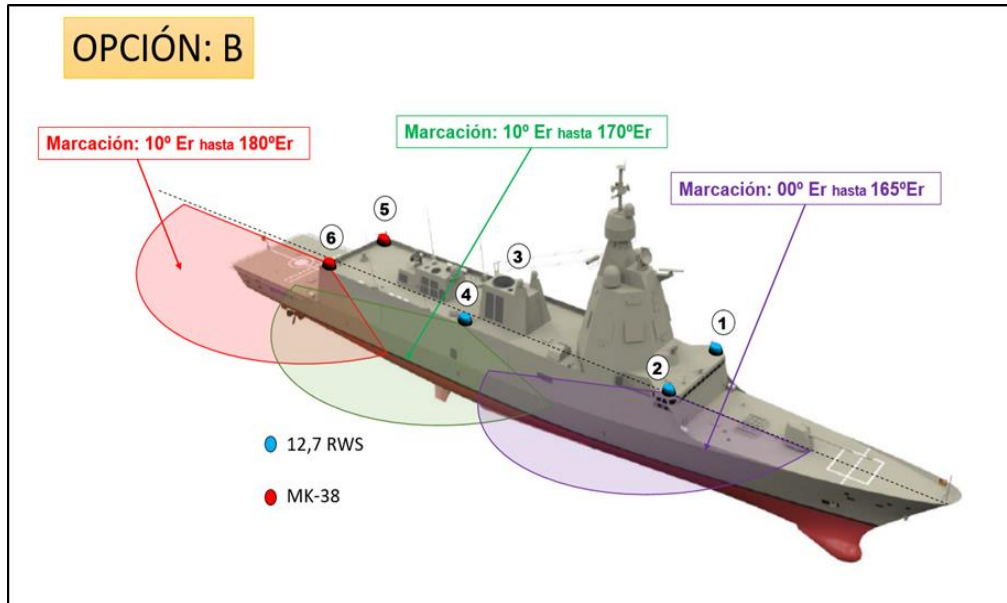 OPCIÓN: B
Marcación: 10º Er hasta 180ºEr
Marcación: 10º Er hasta 170ºEr
Marcación: 00º Er hasta 165ºEr
5
6
3
4
1
2
12,7 RWS
MK-38